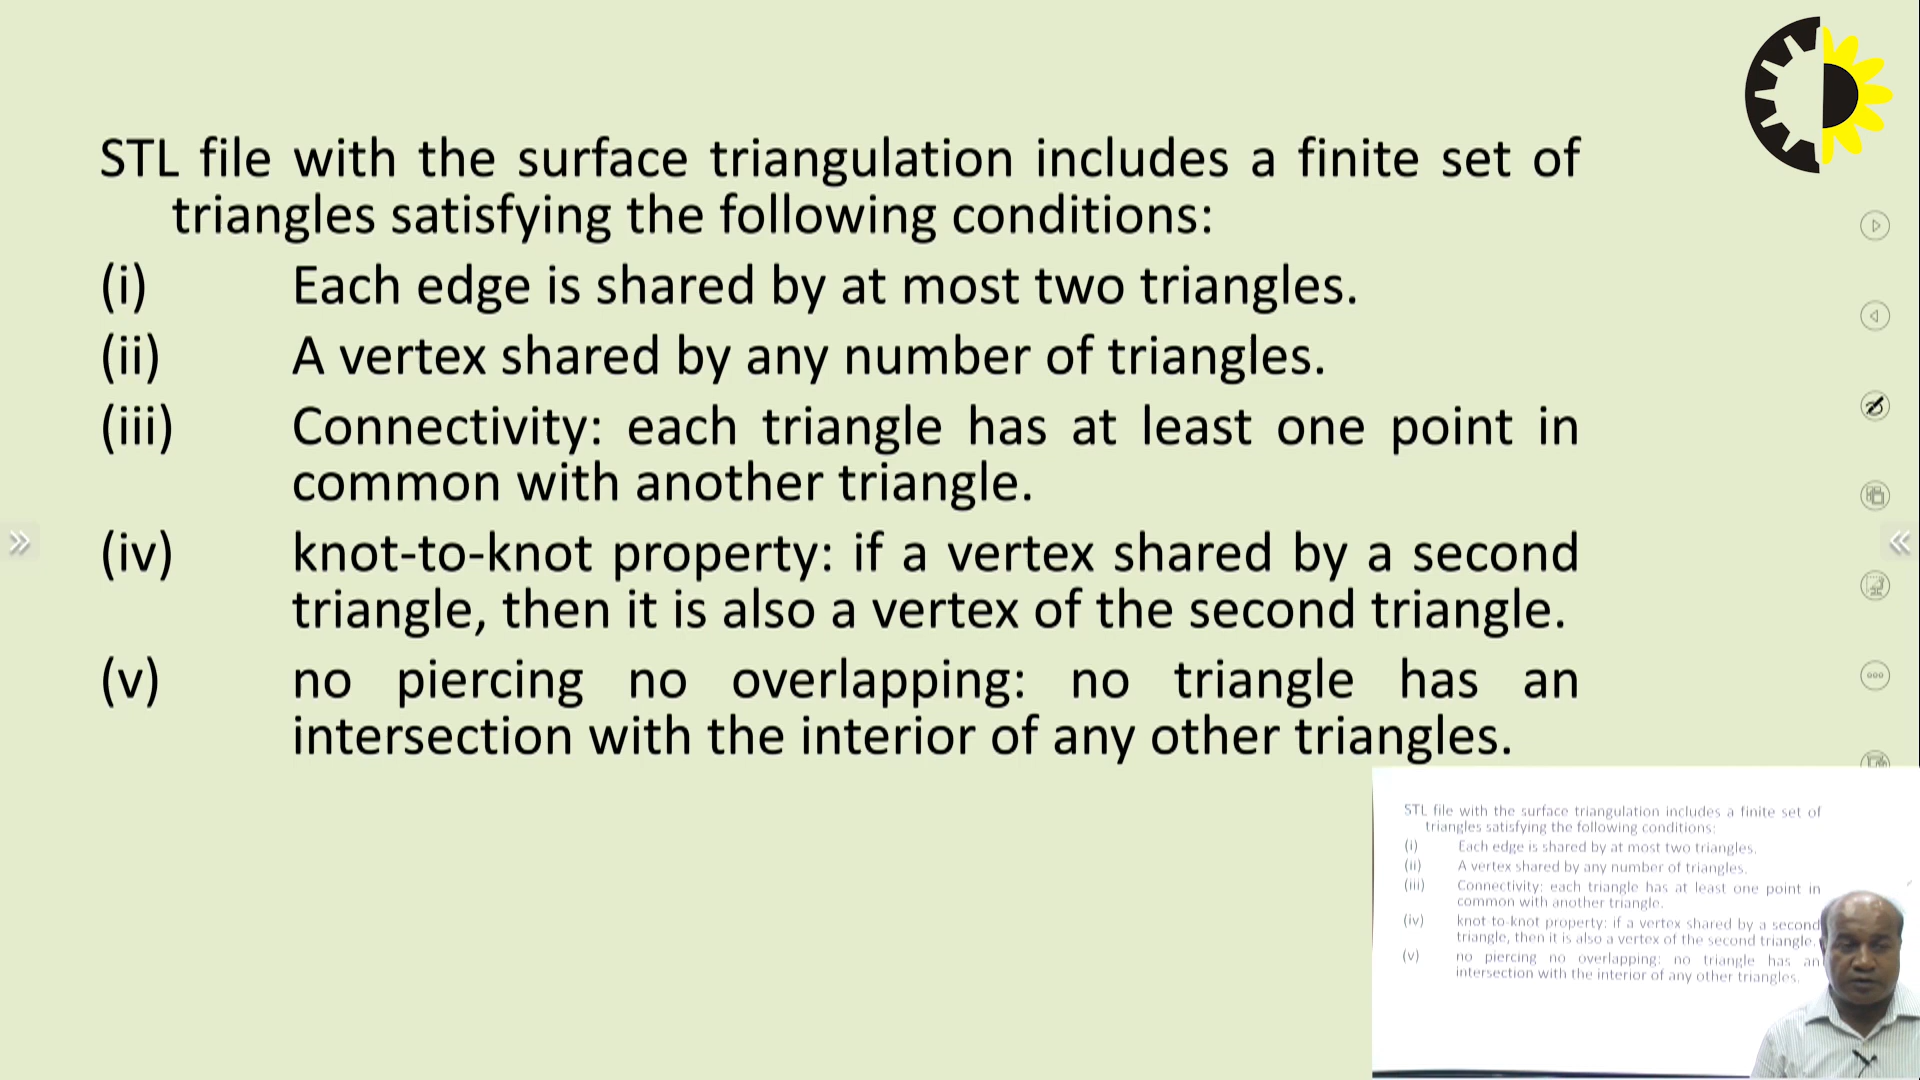 STL file with the surface triangulation includes a finite set of
triangles satisfying the following conditions:
(i) Each edge is shared by at most two triangles.
(ii) A vertex shared by any number of triangles.
(iii) Connectivity: each triangle has at least one point in
common with another triangle.
(iv) knot-to-knot property: if a vertex shared by a second
triangle, then it is also a vertex of the second triangle.
(v) no piercing no overlapping: no triangle has an
intersection with the interior of any other triangles.
STL file with the surface triangulation includes a finite set of
triangles satisfying the following conditions:
(i) Each edge is shared by at most two triangles.
(ii) A vertex shared by any number of triangles.
(iii) Connectivity: each triangle has at least one point in
common with another triangle.
(iv) knot-to-knot property: if a vertex shared by a second
triangle, then it is also a vertex of the second triangle.
(v) no piercing no overlapping: no triangle has an
intersection with the interior of any other triangles.